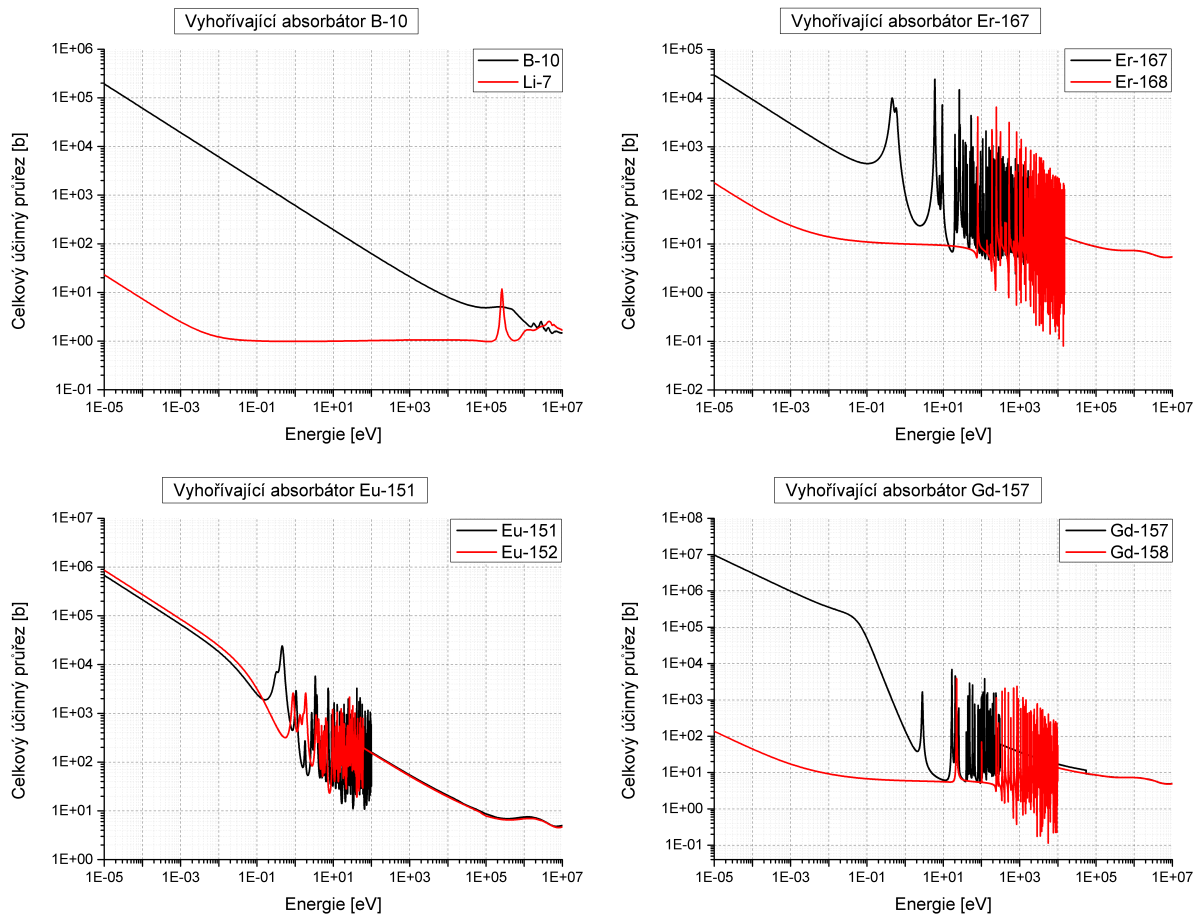 Vyhořívající absorbátor B-10
1E+06
1E+05
1E+04
1E+03
1E+02
1E+01
1E+00
1E-01
Celkový účinný průřez [b]
B-10
Li-7
1E-05 1E-03 1E-01 1E+01 1E+03 1E+05 1E+07
Energie [eV]
Vyhořívající absorbátor Er-167
1E+05
1E+04
1E+03
1E+02
1E+01
1E+00
1E-01
1E-02
Celkový účinný průřez [b]
Er-167
Er-168
1E-05 1E-03 1E-01 1E+01 1E+03 1E+05 1E+07
Energie [eV]
Vyhořívající absorbátor Eu-151
1E+07
1E+06
1E+05
1E+04
1E+03
1E+02
1E+01
1E+00
Celkový účinný průřez [b]
Eu-151
Eu-152
1E-05 1E-03 1E-01 1E+01 1E+03 1E+05 1E+07
Energie [eV]
Vyhořívající absorbátor Gd-157
1E+08
1E+07
1E+06
1E+05
1E+04
1E+03
1E+02
1E+01
1E+00
1E-01
Celkový účinný průřez [b]
Gd-157
Gd-158
1E-05 1E-03 1E-01 1E+01 1E+03 1E+05 1E+07
Energie [eV]